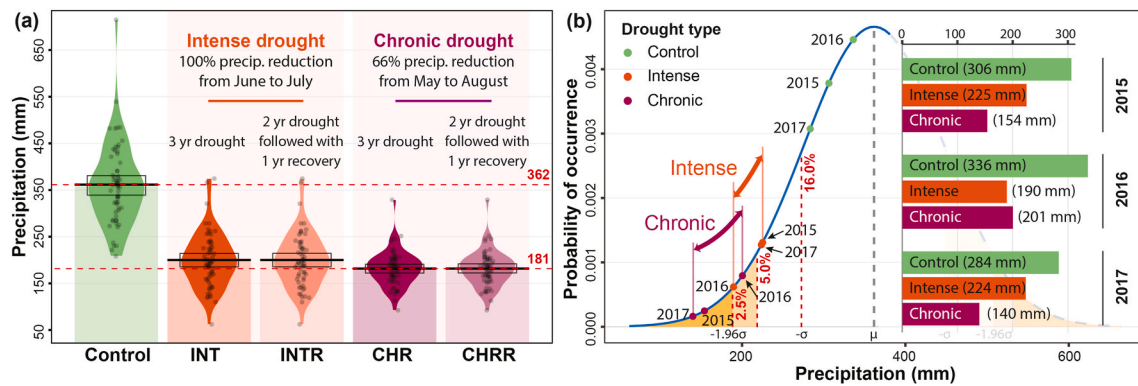 (a)
Precipitation (mm)
650
550
450
350
250
150
50
Intense drought
100% precip. reduction
from June to July
3 yr drought
2 yr drought
followed with
1 yr recovery
Chronic drought
66% precip. reduction
from May to August
3 yr drought
2 yr drought
followed with
1 yr recovery
362
181
Control
INT
INTR
CHR
CHRR
(b)
Probability of occurrence
0.004
0.003
0.002
0.001
0.000
Drought type
Control
Intense
Chronic
2016
2015
2017
Intense
Chronic
16.0%
5.0%
2.5%
2015
2017
2016
2016
2015
2017
-1.96σ
-σ
μ
200
400
600
Precipitation (mm)
0
100
200
300
Control (306 mm)
Intense (225 mm)
Chronic (154 mm)
2015
Control (336 mm)
Intense (190 mm)
Chronic (201 mm)
2016
Control (284 mm)
Intense (224 mm)
Chronic (140 mm)
2017
-σ
-1.96σ